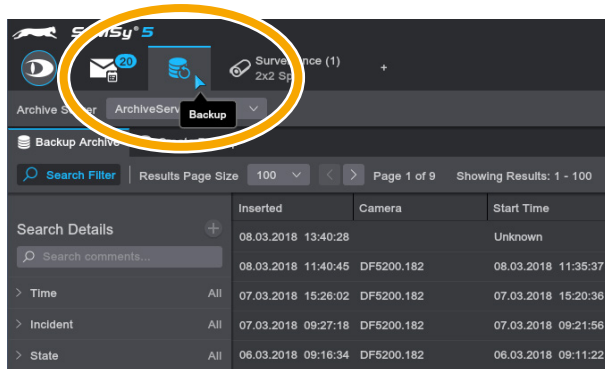 SeMSy® 5
20
Surve nce (1)
2x2 Sp
+
Archive Se er ArchiveServ
Backup
Backup Archive
Search Filter Results Page Size 100 < > Page 1 of 9 Showing Results: 1 - 100
Inserted Camera Start Time
Search Details
08.03.2018 13:40:28 Unknown
Search comments...
08.03.2018 11:40:45 DF5200.182 08.03.2018 11:35:37
> Time All 07.03.2018 15:26:02 DF5200.182 07.03.2018 15:20:36
> Incident All 07.03.2018 09:27:18 DF5200.182 07.03.2018 09:21:56
> State All 06.03.2018 09:16:34 DF5200.182 06.03.2018 09:11:22